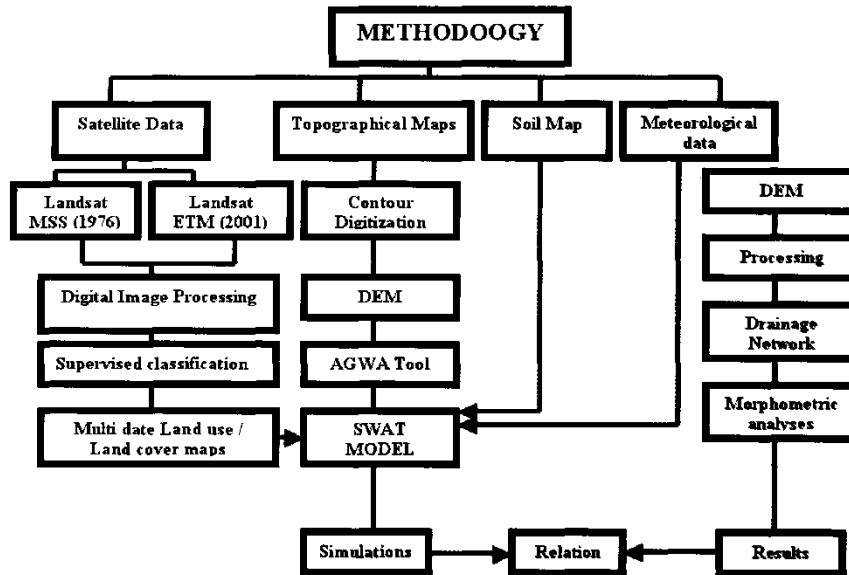 METHODOOGY
Satellite Data
Topographical Maps
Soil Map
Meteorological
data
Landsat
MSS (1976)
Landsat
ETM (2001)
Contour
Digitization
DEM
Digital Image Processing
DEM
Processing
Supervised classification
AGWA Tool
Drainage
Network
Multi date Land use /
Land cover maps
SWAT
MODEL
Morphometric
analyses
Simulations
Relation
Results